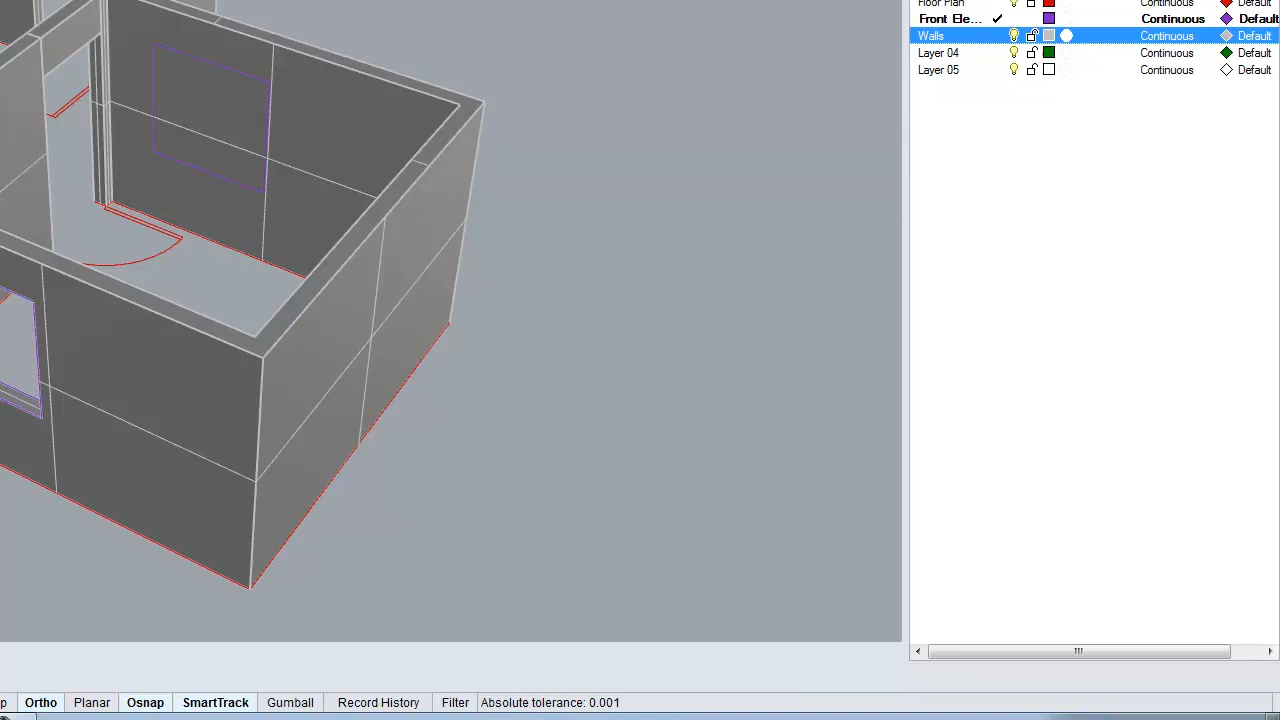 Floor Plan Continuous Default
Front Ele... Continuous Default
Walls Continuous Default
Layer 04 Continuous Default
Layer 05 Continuous Default
p Ortho Planar Osnap SmartTrack Gumball Record History Filter Absolute tolerance: 0.001